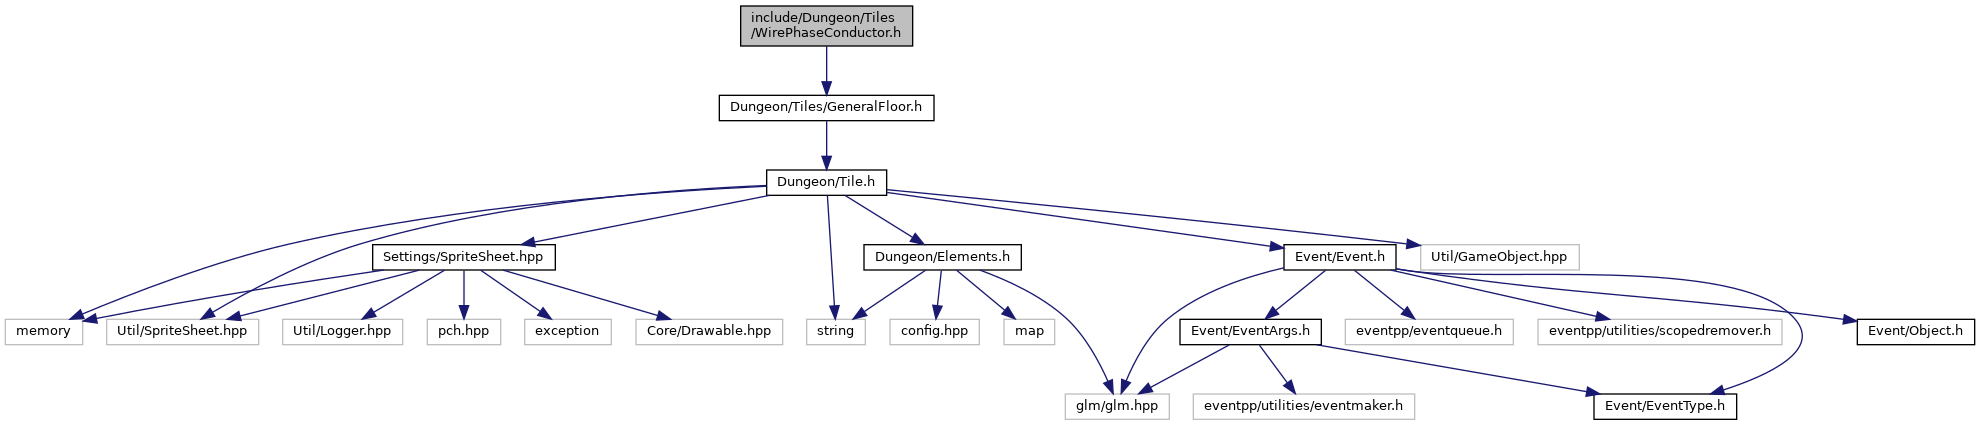 include/Dungeon/Tiles
/WirePhaseConductor.h
Dungeon/Tiles/GeneralFloor.h
Dungeon/Tile.h
Settings/SpriteSheet.hpp
Dungeon/Elements.h
Event/Event.h
Util/GameObject.hpp
memory
Util/SpriteSheet.hpp
Util/Logger.hpp
pch.hpp
exception
Core/Drawable.hpp
string
config.hpp
map
Event/EventArgs.h
eventpp/eventqueue.h
eventpp/utilities/scopedremover.h
Event/Object.h
glm/glm.hpp
eventpp/utilities/eventmaker.h
Event/EventType.h